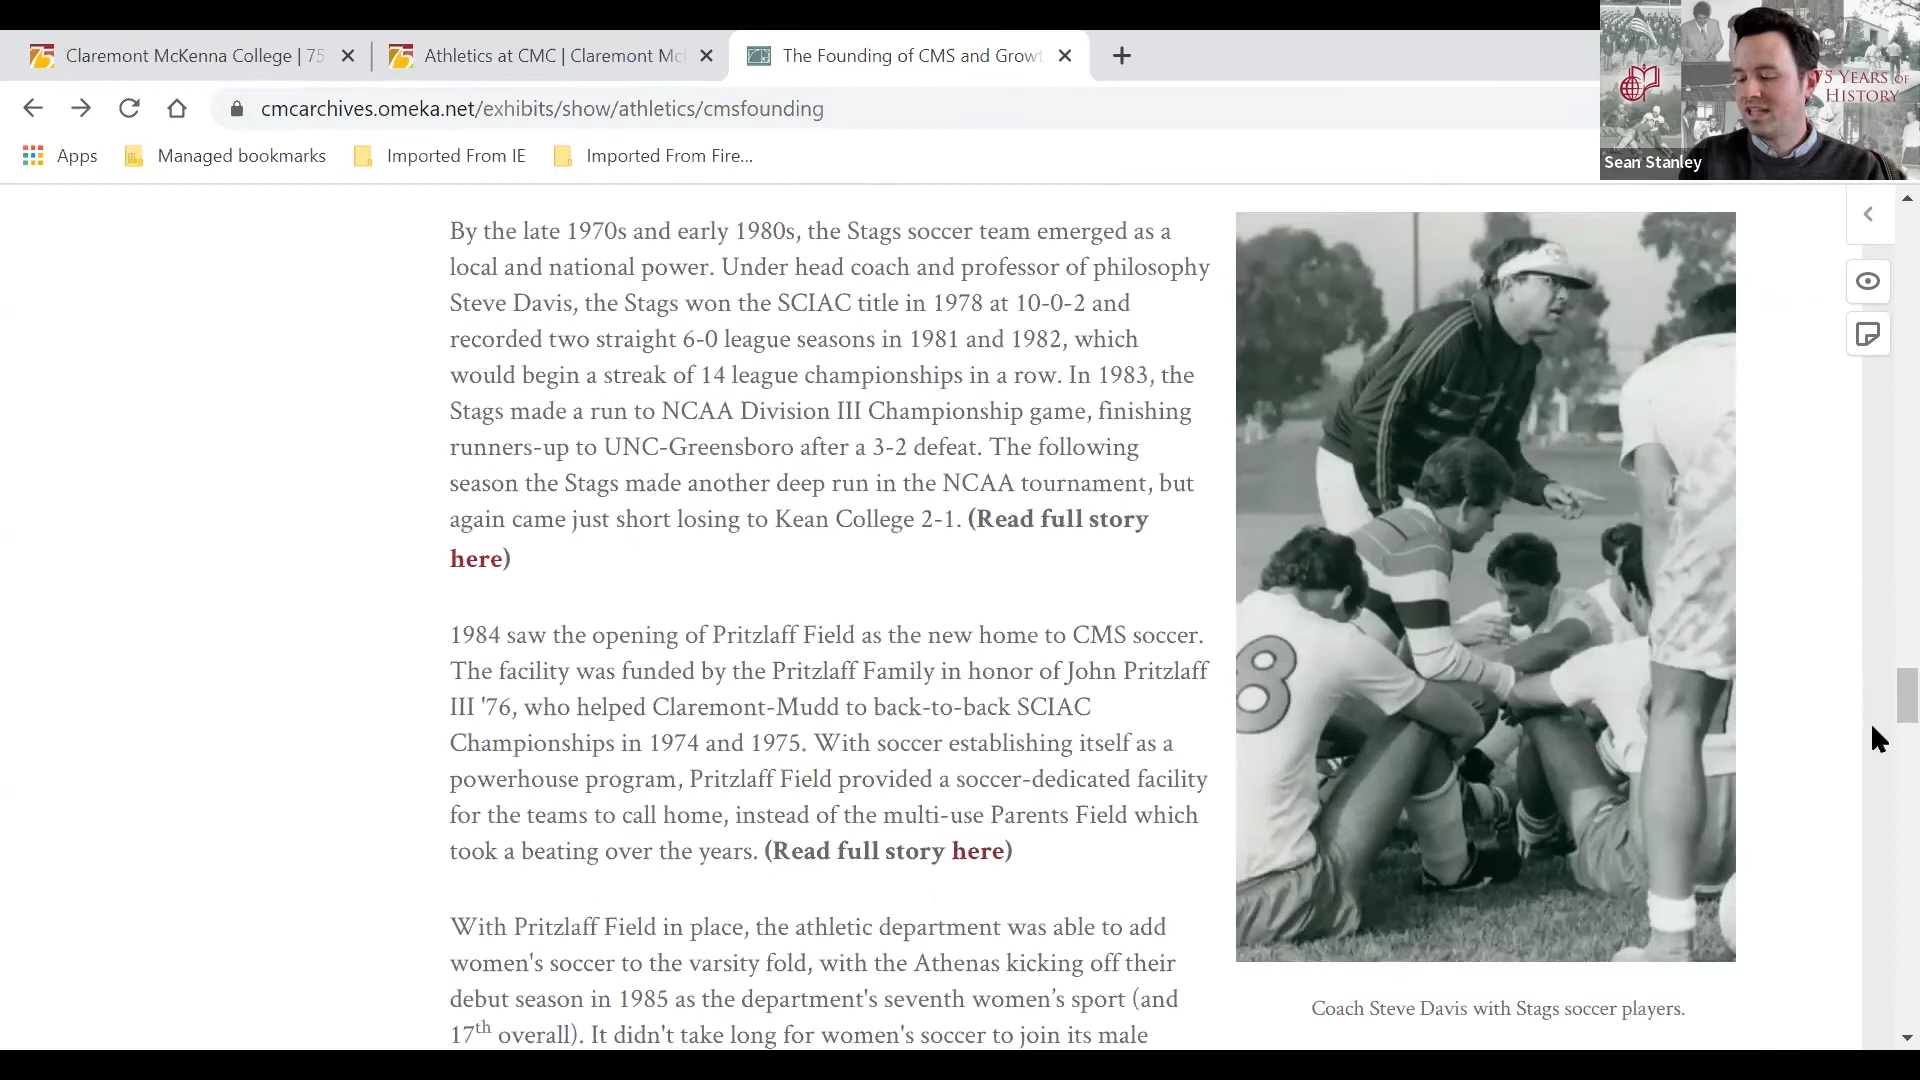 Claremont McKenna College | 75
Athletics at CMC | Claremont Mc
The Founding of CMS and Growt
cmcarchives.omeka.net/exhibits/show/athletics/cmsfounding
Apps
Managed bookmarks
Imported From IE
Imported From Fire...
75 YEARS OF
HISTORY
Sean Stanley
By the late 1970s and early 1980s, the Stags soccer team emerged as a
local and national power. Under head coach and professor of philosophy
Steve Davis, the Stags won the SCIAC title in 1978 at 10-0-2 and
recorded two straight 6-0 league seasons in 1981 and 1982, which
would begin a streak of 14 league championships in a row. In 1983, the
Stags made a run to NCAA Division III Championship game, finishing
runners-up to UNC-Greensboro after a 3-2 defeat. The following
season the Stags made another deep run in the NCAA tournament, but
again came just short losing to Kean College 2-1. (Read full story
here)
1984 saw the opening of Pritzlaff Field as the new home to CMS soccer.
The facility was funded by the Pritzlaff Family in honor of John Pritzlaff
III '76, who helped Claremont-Mudd to back-to-back SCIAC
Championships in 1974 and 1975. With soccer establishing itself as a
powerhouse program, Pritzlaff Field provided a soccer-dedicated facility
for the teams to call home, instead of the multi-use Parents Field which
took a beating over the years. (Read full story here)
With Pritzlaff Field in place, the athletic department was able to add
women's soccer to the varsity fold, with the Athenas kicking off their
debut season in 1985 as the department's seventh women’s sport (and
17th overall). It didn't take long for women's soccer to join its male
8
Coach Steve Davis with Stags soccer players.